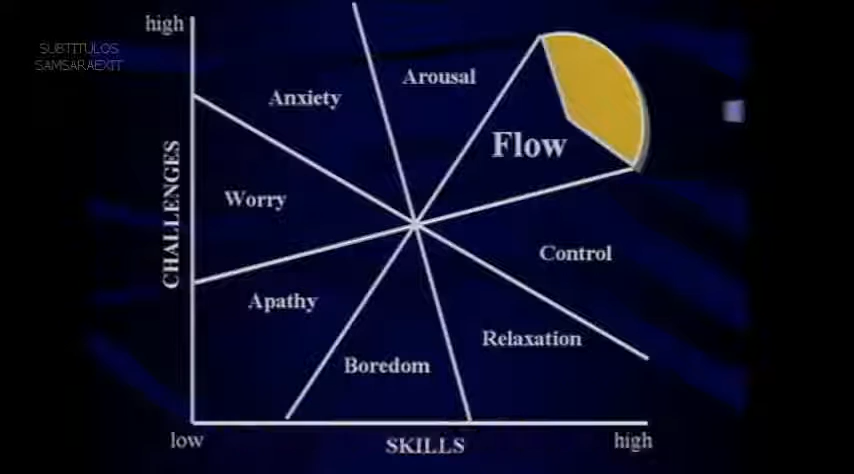 high
SUBTITULOS
SAMSARAEXIT
Arousal
Anxiety
Flow
CHALLENGES
Worry
Control
Apathy
Relaxation
Boredom
low
SKILLS
high